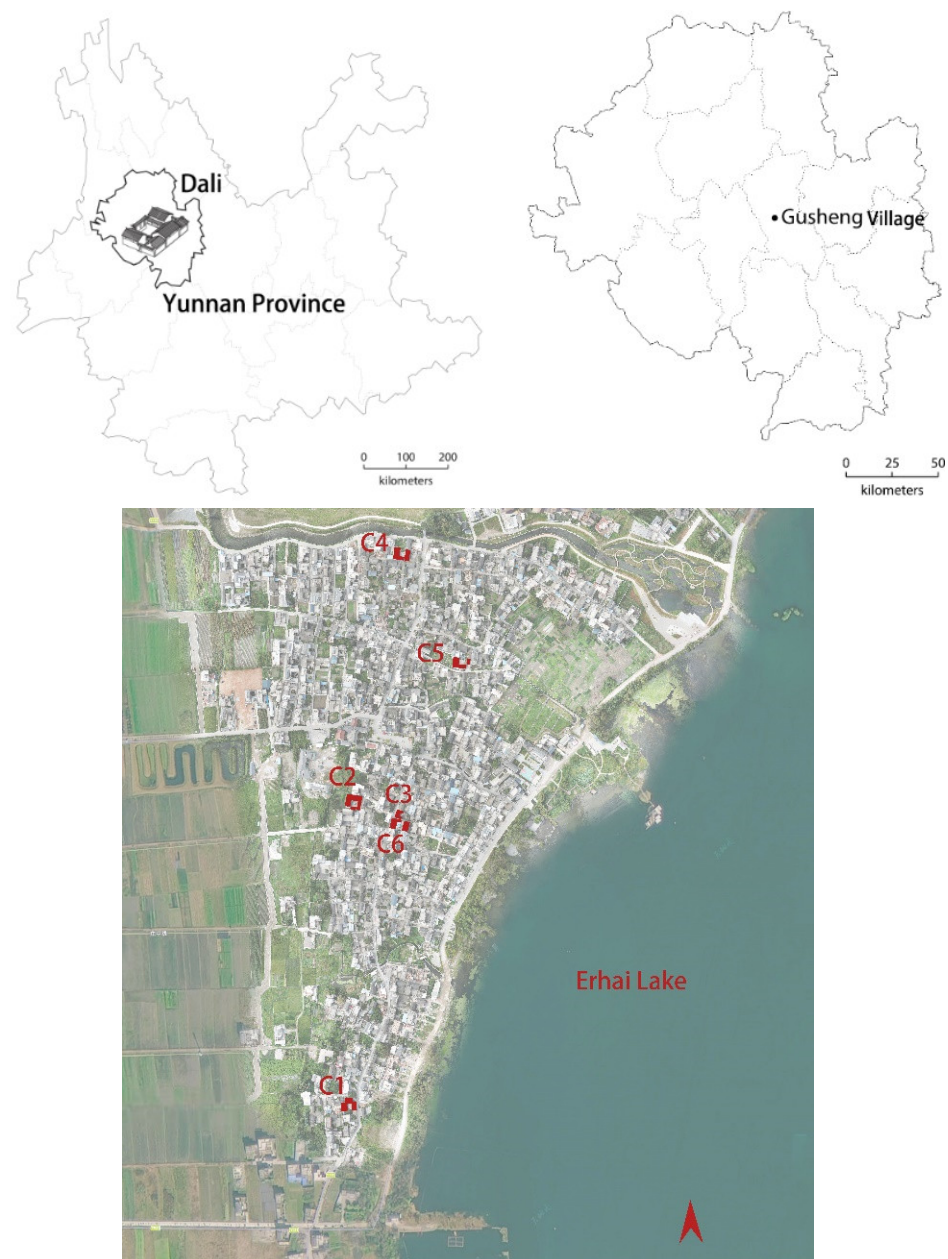 Dali
Yunnan Province
0 100 200
kilometers
Gusheng Village
0 25 50
kilometers
C4
C5
C2
C3
C6
Erhai Lake
C1